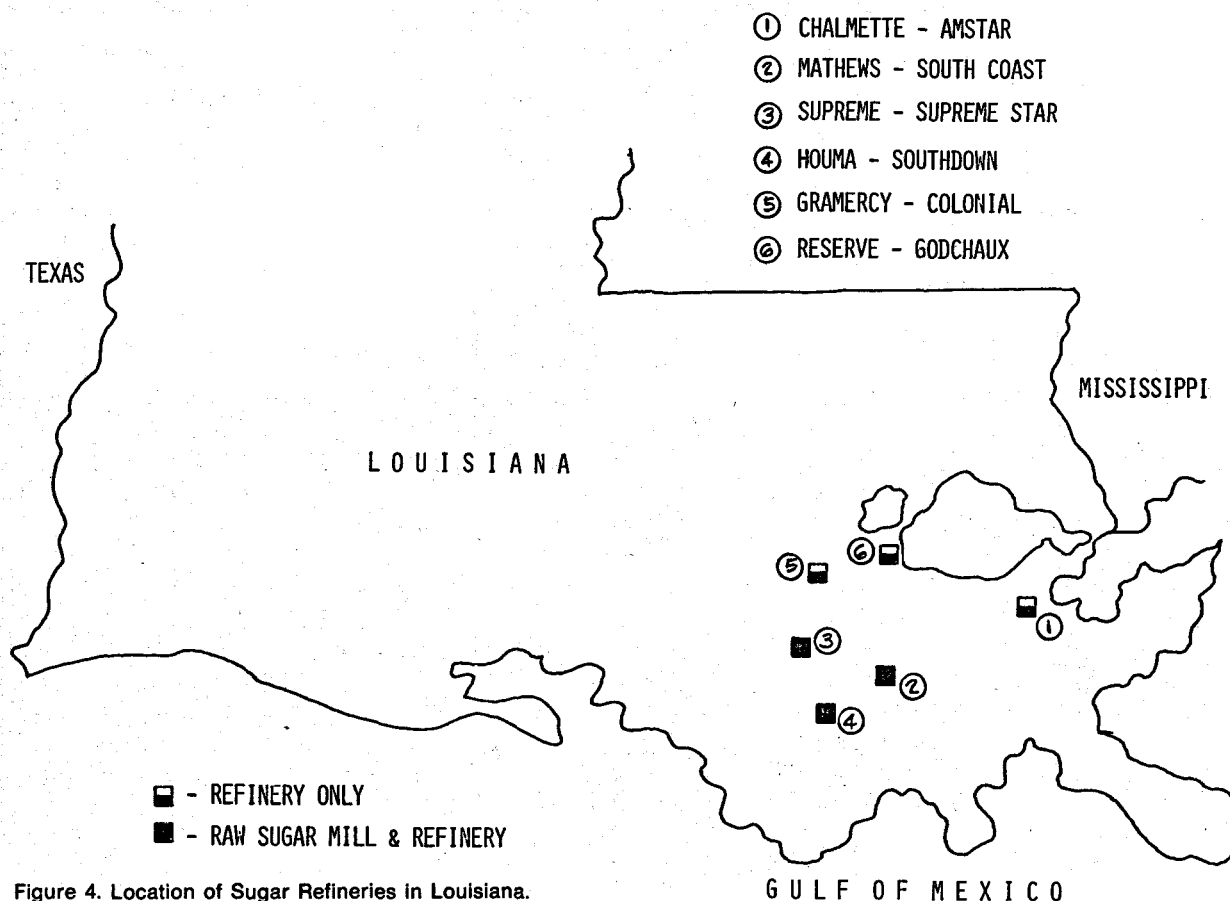 ① CHALMETTE - AMSTAR
② MATHEWS - SOUTH COAST
③ SUPREME - SUPREME STAR
④ HOUMA - SOUTHDOWN
⑤ GRAMERCY - COLONIAL
⑥ RESERVE - GODCHAUX
TEXAS
MISSISSIPPI
LOUISIANA
⑥
⑤
①
③
②
④
- REFINERY ONLY
- RAW SUGAR MILL & REFINERY
Figure 4. Location of Sugar Refineries in Louisiana.
GULF OF MEXICO